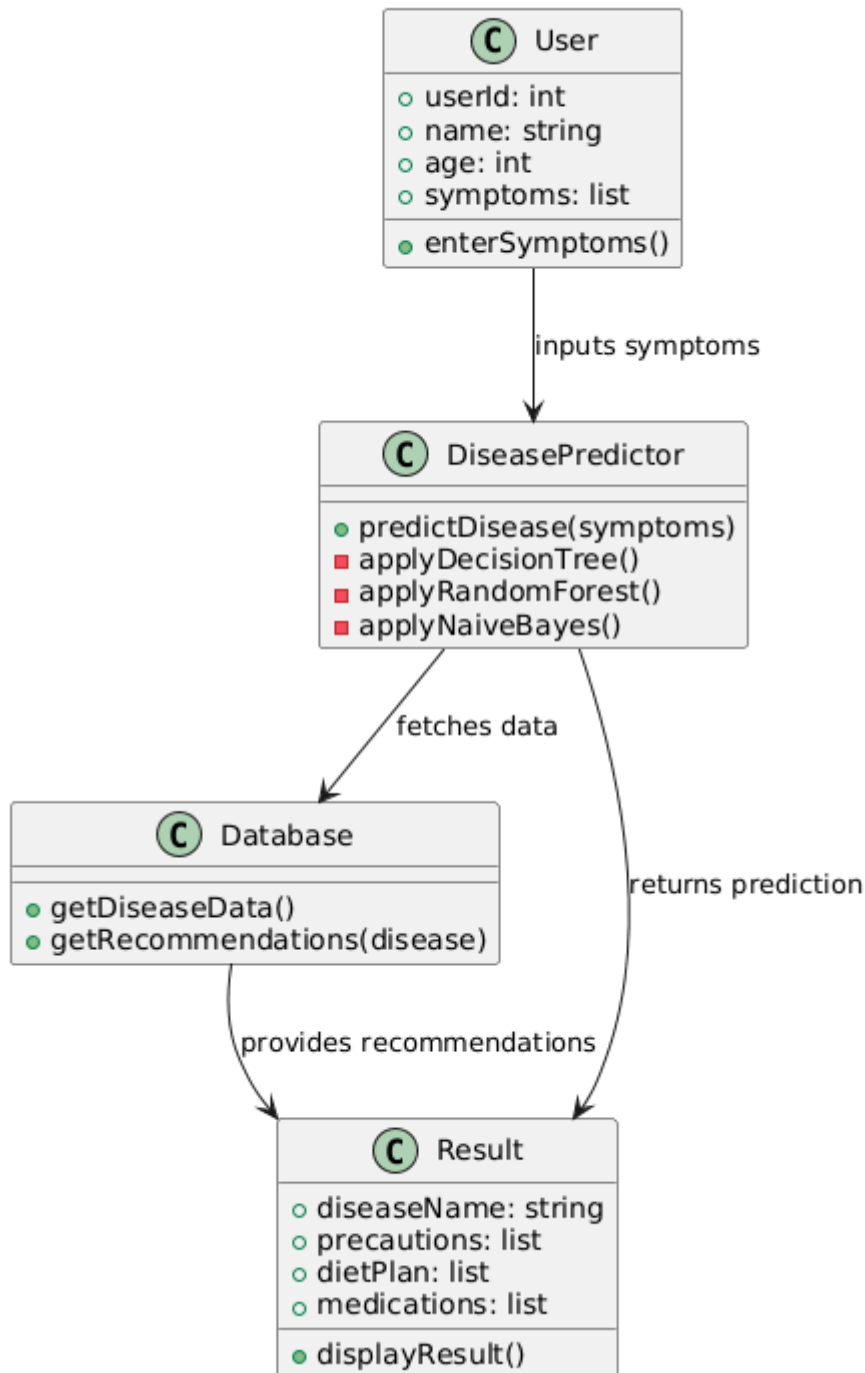 C User
userId: int
name: string
age: int
symptoms: list
enterSymptoms()
inputs symptoms
C DiseasePredictor
predictDisease(symptoms)
applyDecisionTree()
applyRandomForest()
applyNaiveBayes()
fetches data
C Database
getDiseaseData()
getRecommendations(disease)
returns prediction
provides recommendations
C Result
diseaseName: string
precautions: list
dietPlan: list
medications: list
displayResult()